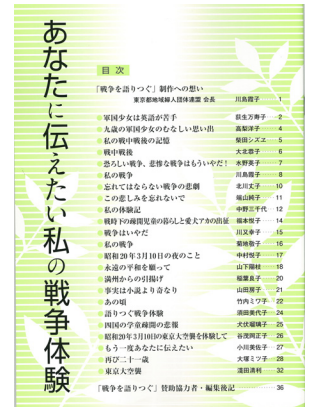 あなたに伝えたい私の戦争体験
目 次
「戦争を語りつぐ」制作への想い
東京都地域婦人団体連盟 会長 川島霞子 1
軍国少女は英語が苦手 荻生万寿子 2
九歳の軍国少女のむなしい思い出 高梨洋子 4
私の戦中戦後の記憶 柴田シズヱ 5
戦中戦後 大北恭子 6
恐ろしい戦争、悲惨な戦争はもういやだ! 水野英子 7
私の戦争 川島霞子 8
忘れてはならない戦争の悲劇 北川丈子 10
この悲しみを忘れないで 端山純子 11
私の体験記 中野三千代 12
戦時下の疎開児童の暮らしと愛犬アカの出征 福本悦子 14
戦争はいやだ 川又幸子 15
私の戦争 菊地敬子 16
昭和20年3月10日の夜のこと 中村悦子 17
永遠の平和を願って 山下陽枝 18
満州からの引揚げ 稲葉良子 20
事実は小説より奇なり 山田房子 21
あの頃 竹内ミワ子 22
語りつぐ戦争体験 須田美代子 24
四国の学童疎開の悲報 大伏瑠璃子 25
昭和20年3月10日の東京大空襲を体験して 谷茂岡正子 26
もう一度あなたに伝えたい 小川美佐子 27
再び二十一歳 大塚ミツ子 28
東京大空襲 清利 32
「戦争を語りつぐ」賛助協力者・編集後記 36